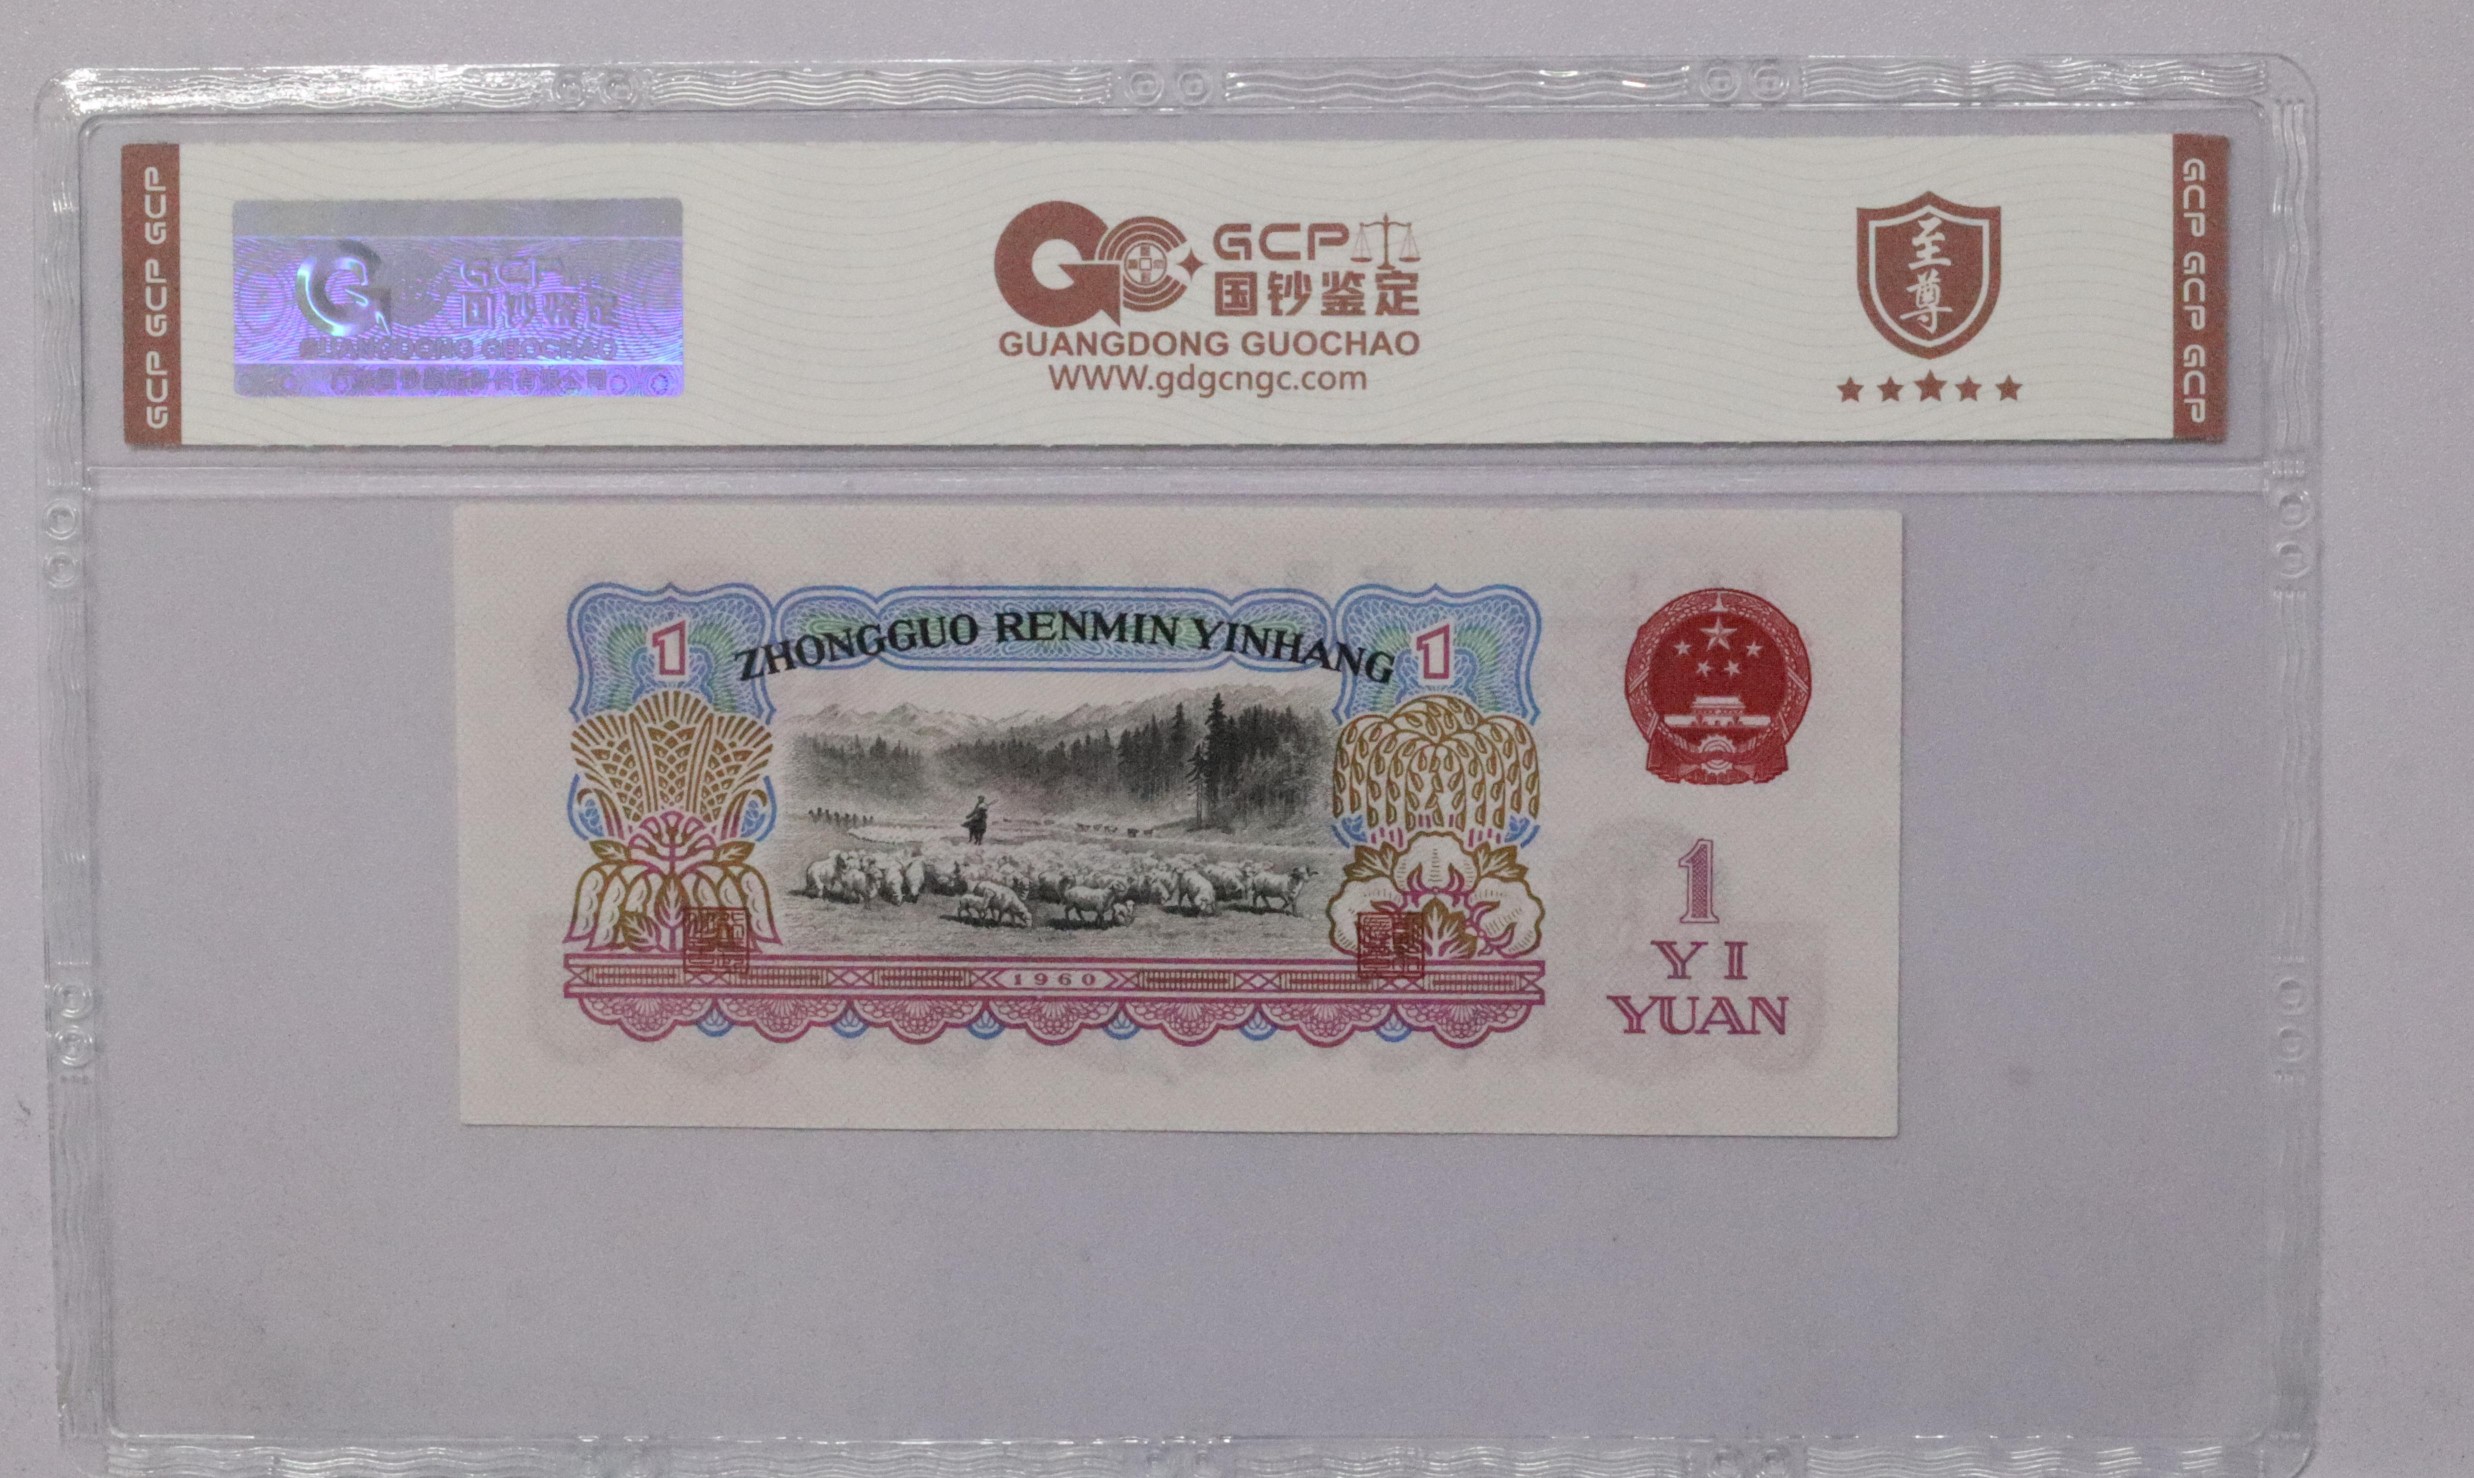 GCP GCP GCP
GCP
国钞鉴定
GUANGDONG GUOCHAO
GCP
国钞鉴定
GUANGDONG GUOCHAO
WWW.gdgcngc.com
至尊
GCP GCP GCP
1
ZHONGGUO RENMIN YINHANG
1
1960
1
YI
YUAN